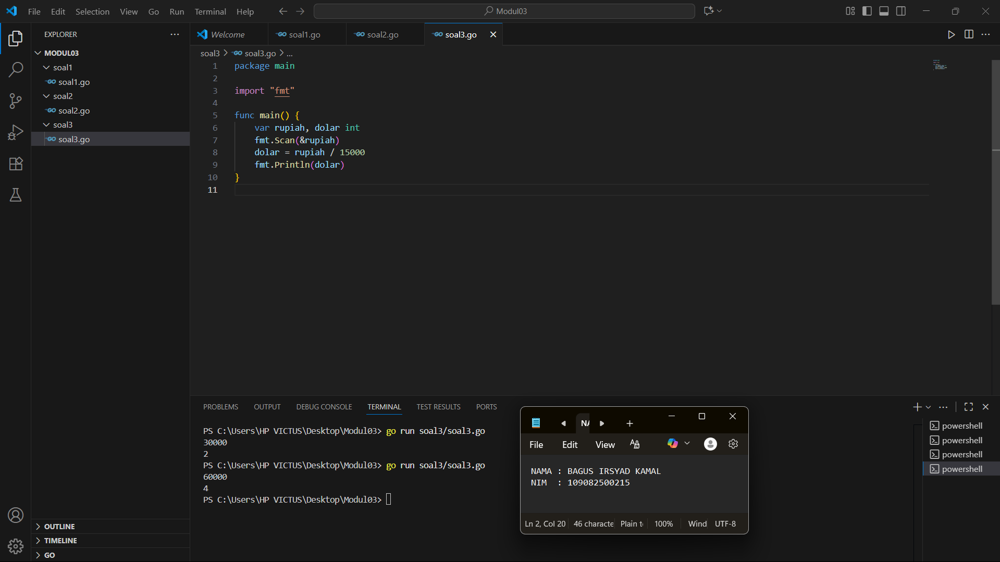 File Edit Selection View Go Run Terminal Help
Modul03
EXPLORER
Welcome
soal1.go
soal2.go
soal3.go
MODUL03
soal1
soal1.go
soal2
soal2.go
soal3
soal3.go
soal3 > soal3.go > ...
1 package main
2
3 import "fmt"
4
5 func main() {
6 var rupiah, dolar int
7 fmt.Scan(&rupiah)
8 dolar = rupiah / 15000
9 fmt.Println(dolar)
10 }
11
PROBLEMS OUTPUT DEBUG CONSOLE TERMINAL TEST RESULTS PORTS
PS C:\Users\HP VICTUS\Desktop\Modul03> go run soal3/soal3.go
30000
2
PS C:\Users\HP VICTUS\Desktop\Modul03> go run soal3/soal3.go
60000
4
PS C:\Users\HP VICTUS\Desktop\Modul03>
powershell
powershell
powershell
powershell
NA
File Edit View
NAMA : BAGUS IRSYAD KAMAL
NIM : 109082500215
Ln 2, Col 20 46 characte Plain t 100% Wind UTF-8
OUTLINE
TIMELINE
GO